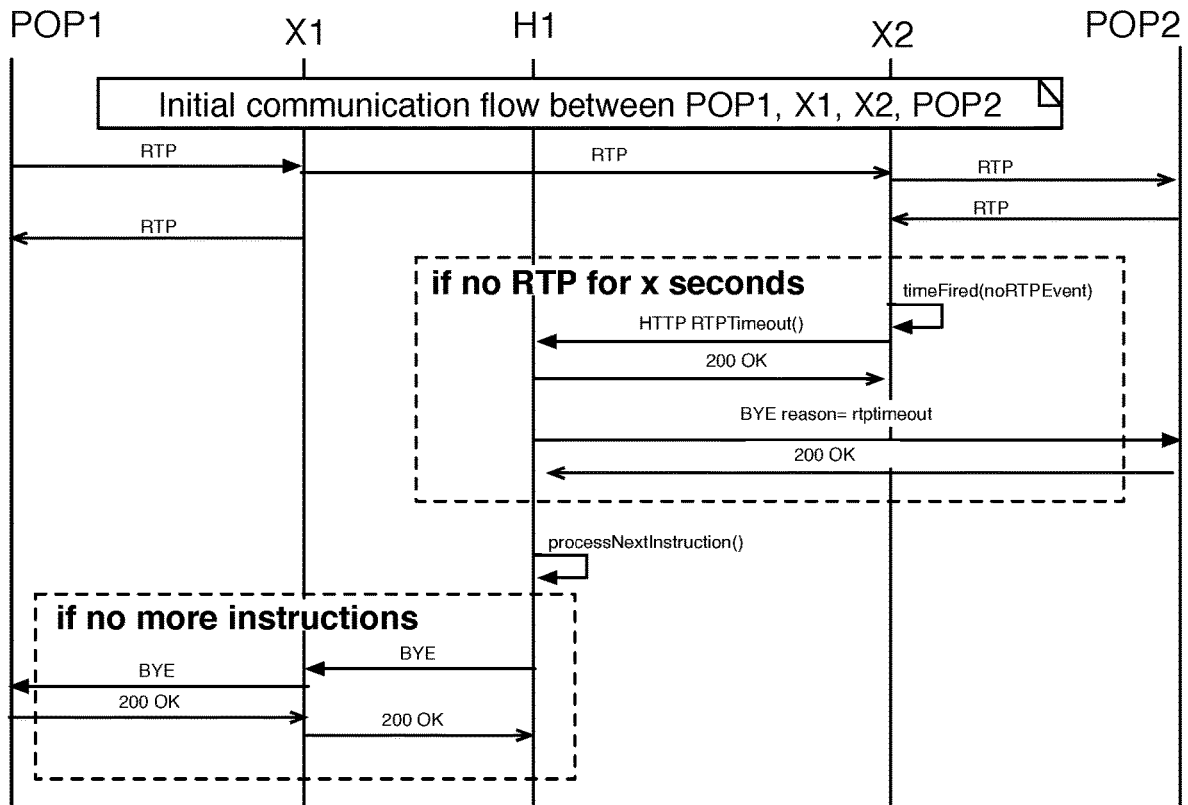 POP1
X1
H1
X2
POP2
Initial communication flow between POP1, X1, X2, POP2
RTP
RTP
RTP
RTP
RTP
if no RTP for x seconds
timeFired(noRTPEvent)
HTTP RTPTimeout()
200 OK
BYE reason= rtptimeout
200 OK
processNextInstruction()
if no more instructions
BYE
BYE
200 OK
200 OK